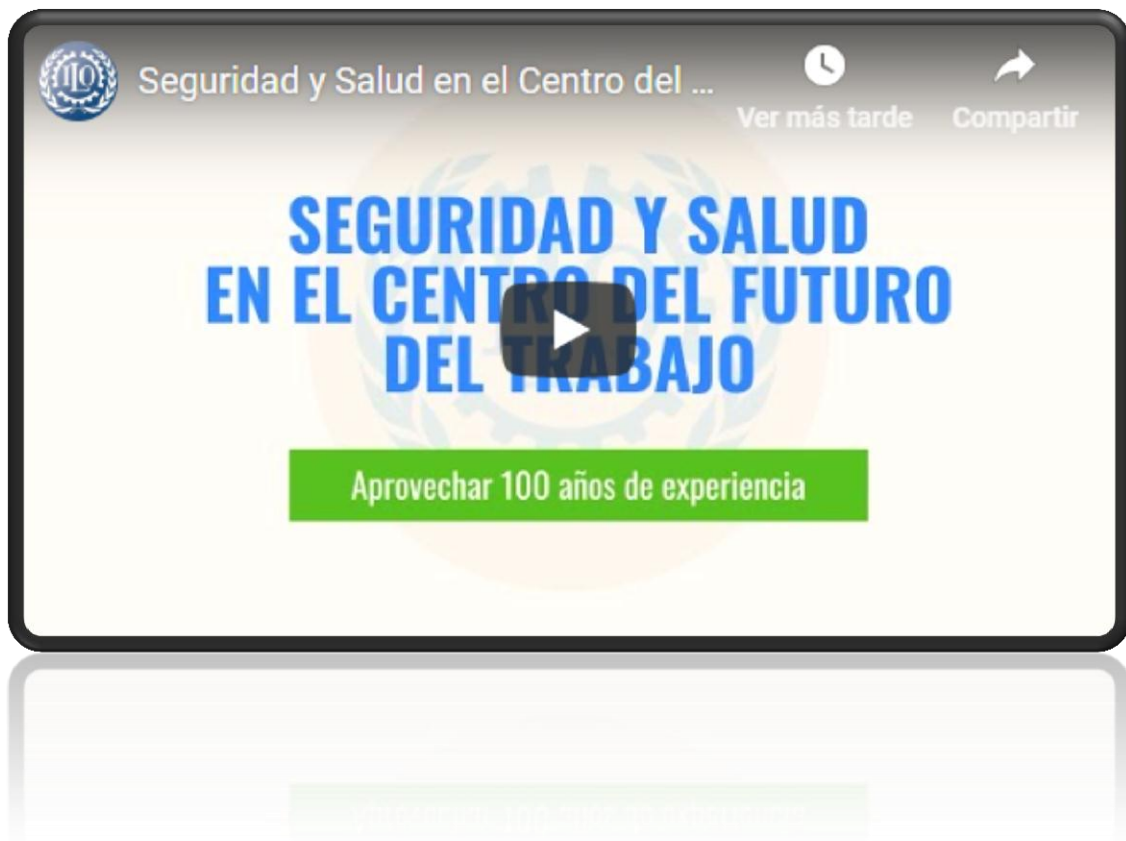 ILO
Seguridad y Salud en el Centro del ...
Ver más tarde
Compartir
SEGURIDAD Y SALUD
EN EL CENTRO DEL FUTURO
DEL TRABAJO
Aprovechar 100 años de experiencia